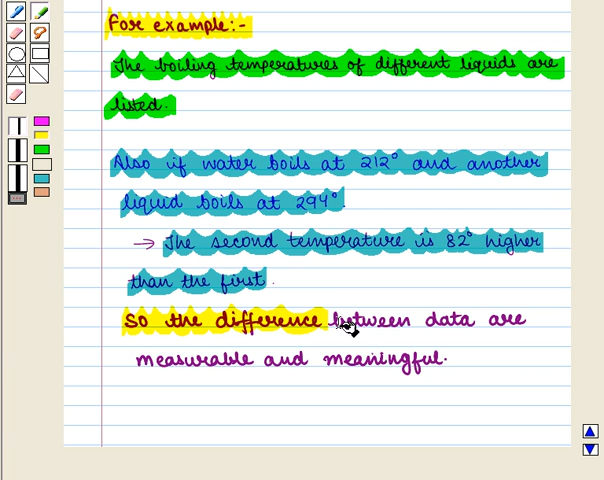 For example:-
The boiling temperatures of different liquids are
listed.
Also if water boils at 212° and another
liquid boils at 294°.
→ The second temperature is 82° higher
than the first.
So the difference between data are
measurable and meaningful.